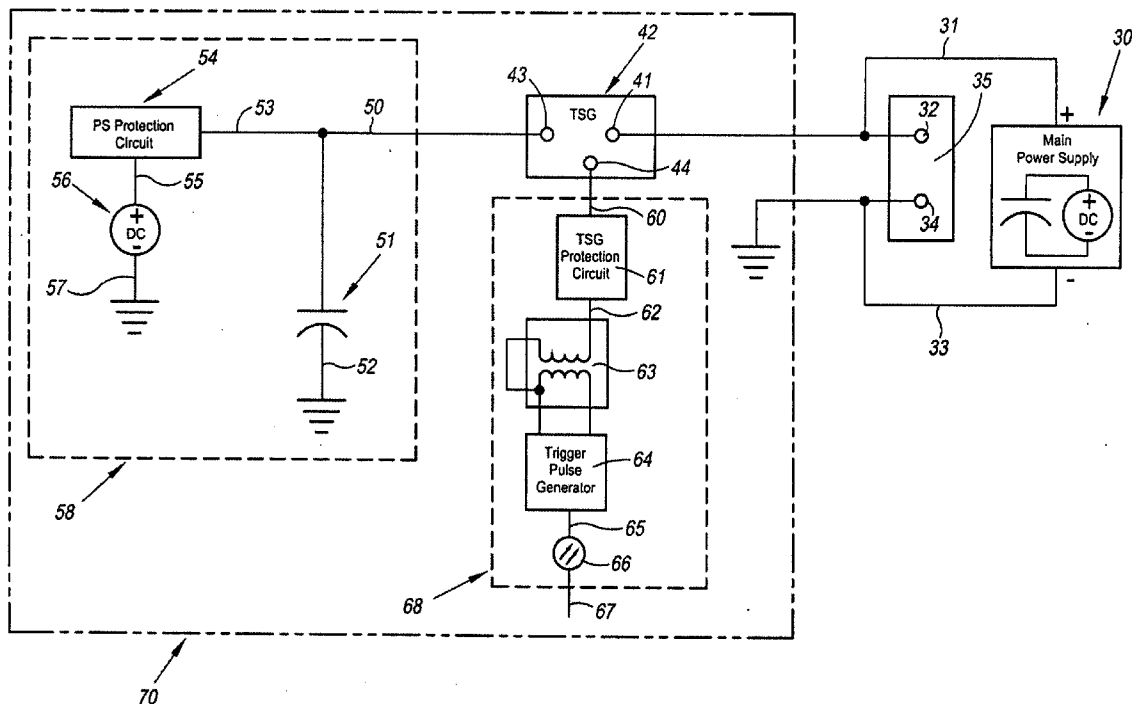 54
PS Protection
Circuit
53
50
56
+
DC
-
55
57
51
52
58
42
43
TSG
41
44
60
TSG
Protection
Circuit
61
62
63
Trigger
Pulse
Generator
64
65
66
67
68
70
31
30
32
35
34
+
Main
Power Supply
+
DC
-
-
33